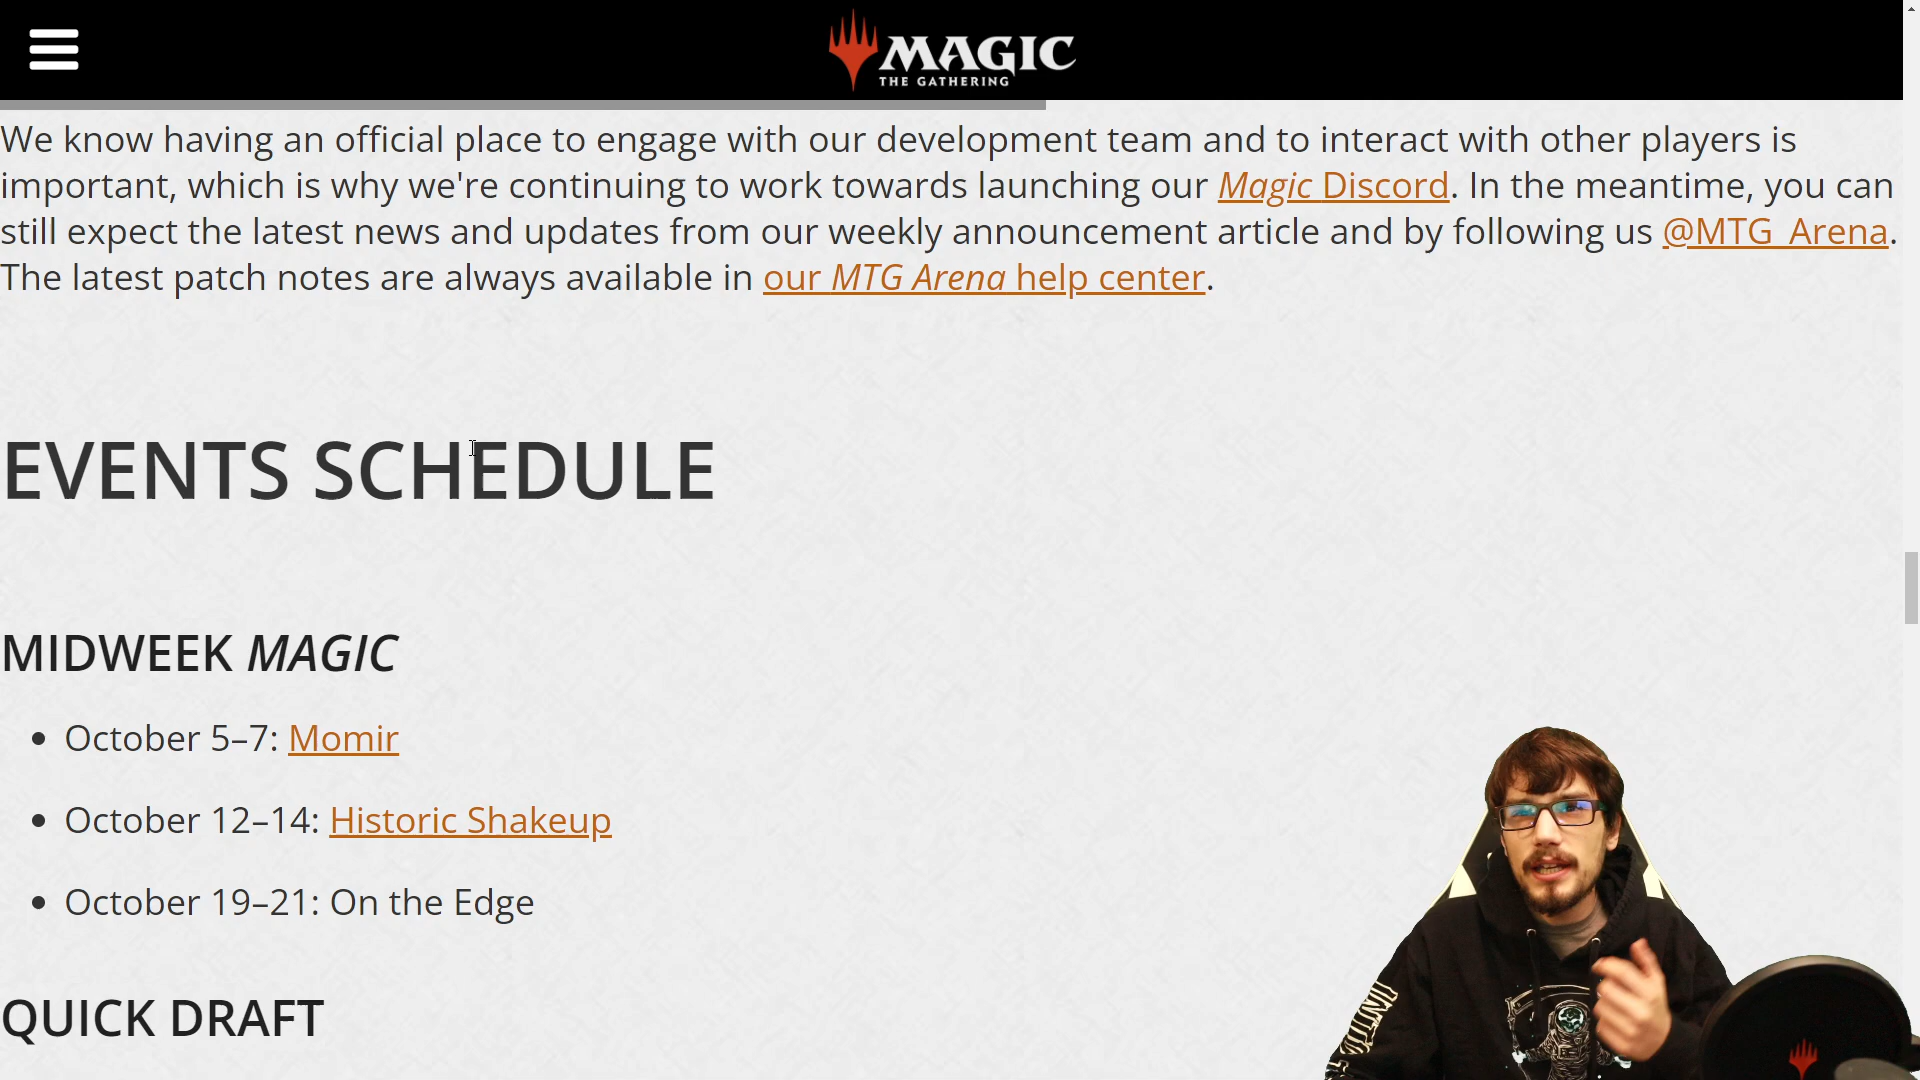 MAGIC
THE GATHERING
We know having an official place to engage with our development team and to interact with other players is
important, which is why we're continuing to work towards launching our Magic Discord. In the meantime, you can
still expect the latest news and updates from our weekly announcement article and by following us @MTG_Arena.
The latest patch notes are always available in our MTG Arena help center.
EVENTS SCHEDULE
MIDWEEK MAGIC
• October 5–7: Momir
• October 12–14: Historic Shakeup
• October 19–21: On the Edge
QUICK DRAFT